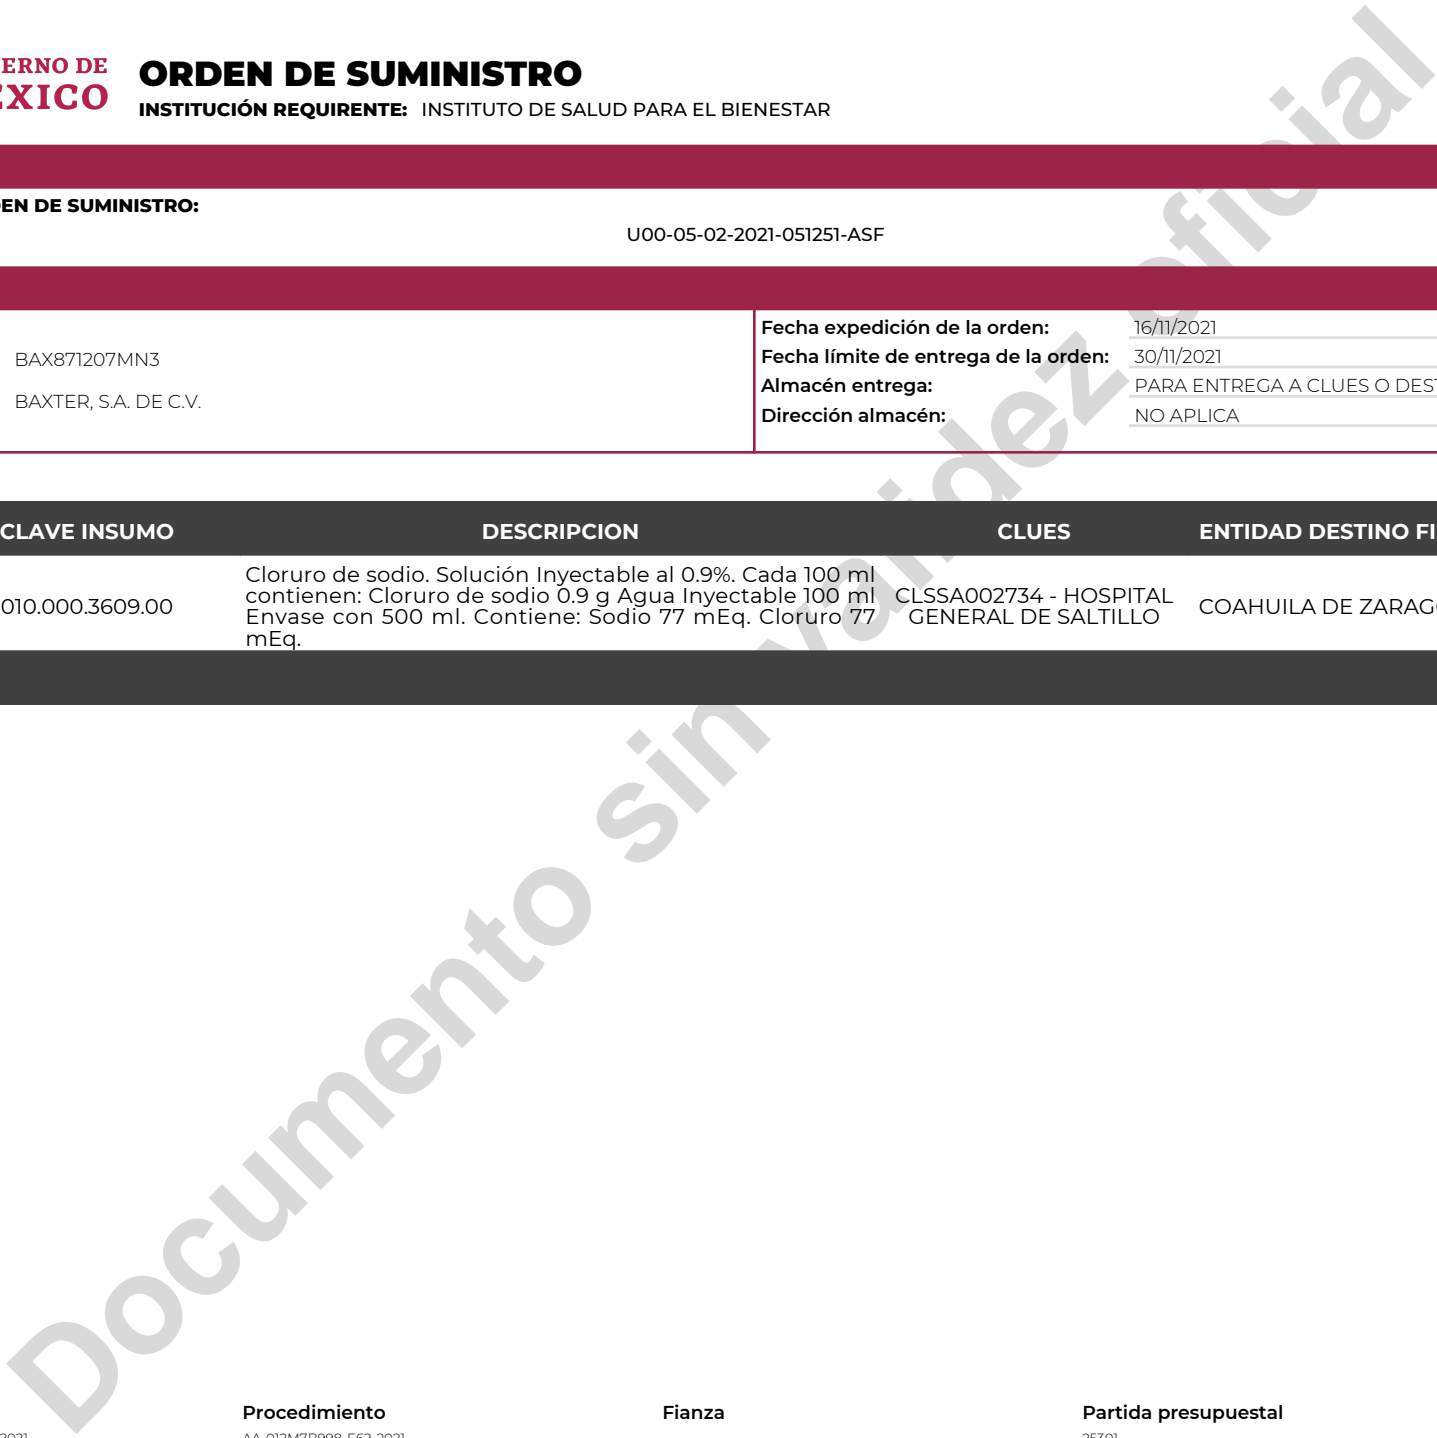 ERNO DE
ORDEN DE SUMINISTRO
INSTITUCIÓN REQUIRENTE: INSTITUTO DE SALUD PARA EL BIENESTAR
EN DE SUMINISTRO:
U00-05-02-2021-051251-ASF
BAX871207MN3
BAXTER, S.A. DE C.V.
Fecha expedición de la orden: 16/11/2021
Fecha límite de entrega de la orden: 30/11/2021
Almacén entrega: PARA ENTREGA A CLUES O DEST
Dirección almacén: NO APLICA
CLAVE INSUMO DESCRIPCION CLUES ENTIDAD DESTINO FI
010.000.3609.00
Cloruro de sodio. Solución Inyectable al 0.9%. Cada 100 ml
contienen: Cloruro de sodio 0.9 g Agua Inyectable 100 ml
Envase con 500 ml. Contiene: Sodio 77 mEq. Cloruro 77
mEq.
CLSSA002734 - HOSPITAL
GENERAL DE SALTILLO
COAHUILA DE ZARAG
Documento sin validez oficial
Procedimiento Fianza Partida presupuestal